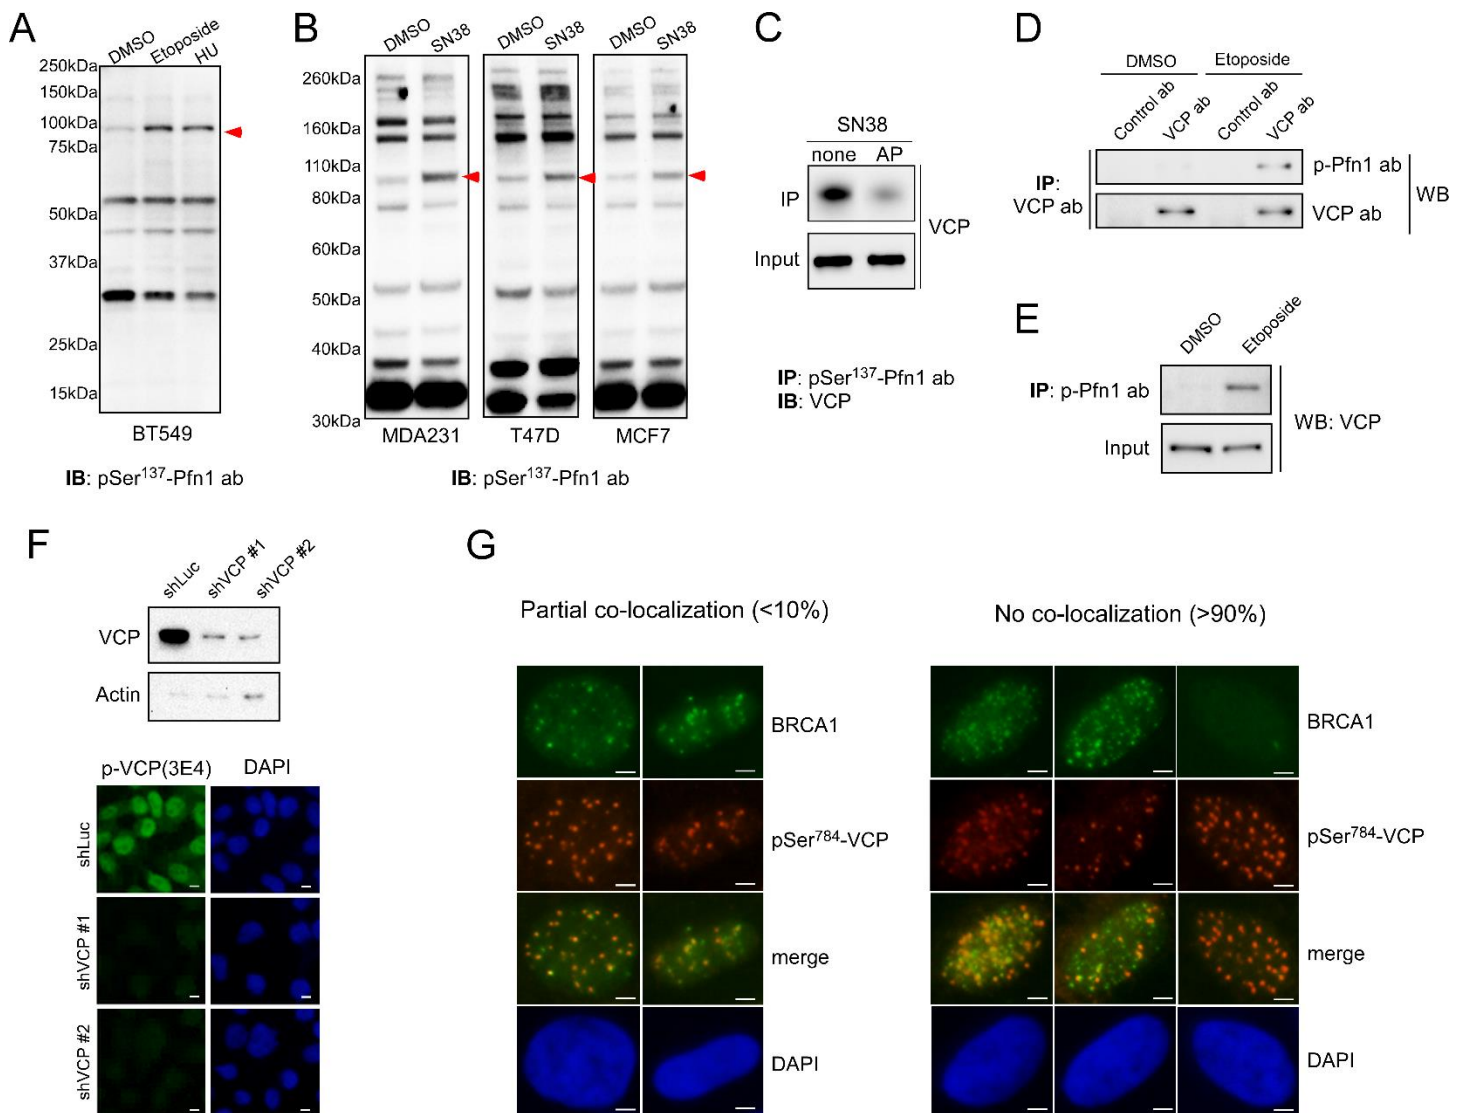 A
DMSO
Etoposide
HU
250kDa
150kDa
100kDa
75kDa
50kDa
37kDa
25kDa
15kDa
BT549
IB: pSer137-Pfn1 ab
B
DMSO
SN38
DMSO
SN38
DMSO
SN38
260kDa
160kDa
110kDa
80kDa
60kDa
50kDa
40kDa
30kDa
MDA231
T47D
MCF7
IB: pSer137-Pfn1 ab
C
SN38
none AP
IP
Input
VCP
IP: pSer137-Pfn1 ab
IB: VCP
D
DMSO
Etoposide
Control ab
VCP ab
Control ab
VCP ab
IP:
VCP ab
p-Pfn1 ab
VCP ab
WB
E
DMSO
Etoposide
IP: p-Pfn1 ab
Input
WB: VCP
F
shLuc
shVCP #1
shVCP #2
VCP
Actin
p-VCP(3E4)
DAPI
shLuc
shVCP #1
shVCP #2
G
Partial co-localization (<10%)
BRCA1
pSer784-VCP
merge
DAPI
No co-localization (>90%)
BRCA1
pSer784-VCP
merge
DAPI